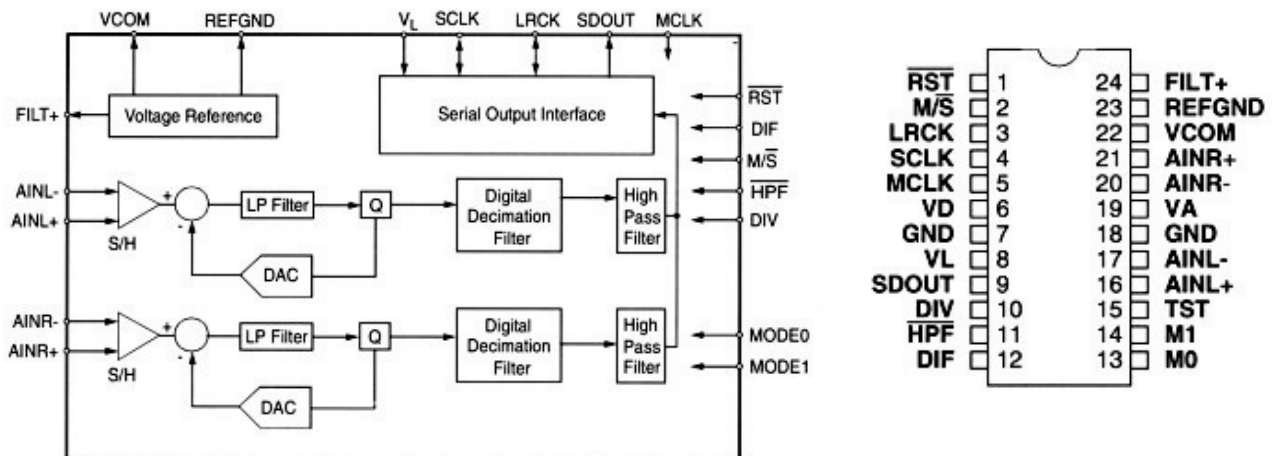 VCOM REFGND VL SCLK LRCK SDOUT MCLK
FILT+
Voltage Reference
Serial Output Interface
RST
DIF
M/S
HPF
DIV
AINL-
AINL+
S/H
+
-
LP Filter
Q
Digital
Decimation
Filter
High
Pass
Filter
DAC
AINR-
AINR+
S/H
+
-
LP Filter
Q
Digital
Decimation
Filter
High
Pass
Filter
DAC
MODE0
MODE1
RST 1 24 FILT+
M/S 2 23 REFGND
LRCK 3 22 VCOM
SCLK 4 21 AINR+
MCLK 5 20 AINR-
VD 6 19 VA
GND 7 18 GND
VL 8 17 AINL-
SDOUT 9 16 AINL+
DIV 10 15 TST
HPF 11 14 M1
DIF 12 13 M0